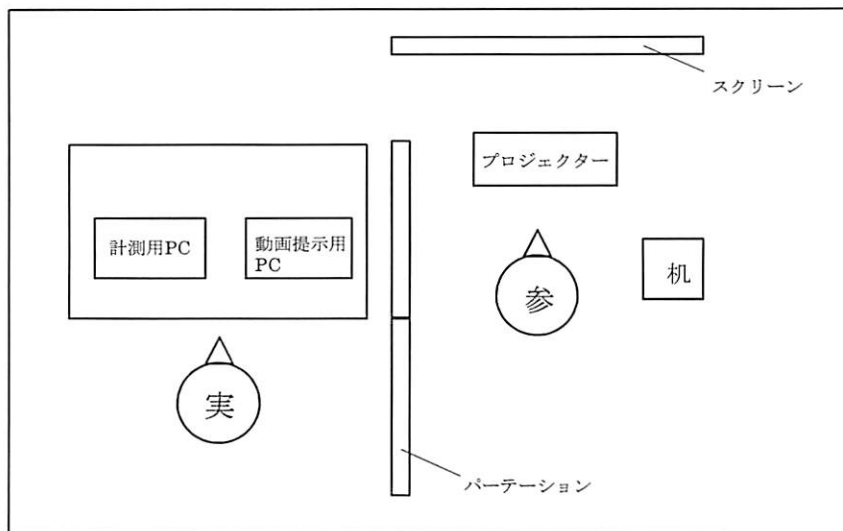 スクリーン
プロジェクター
計測用PC
動画提示用
PC
参
机
実
パーテーション